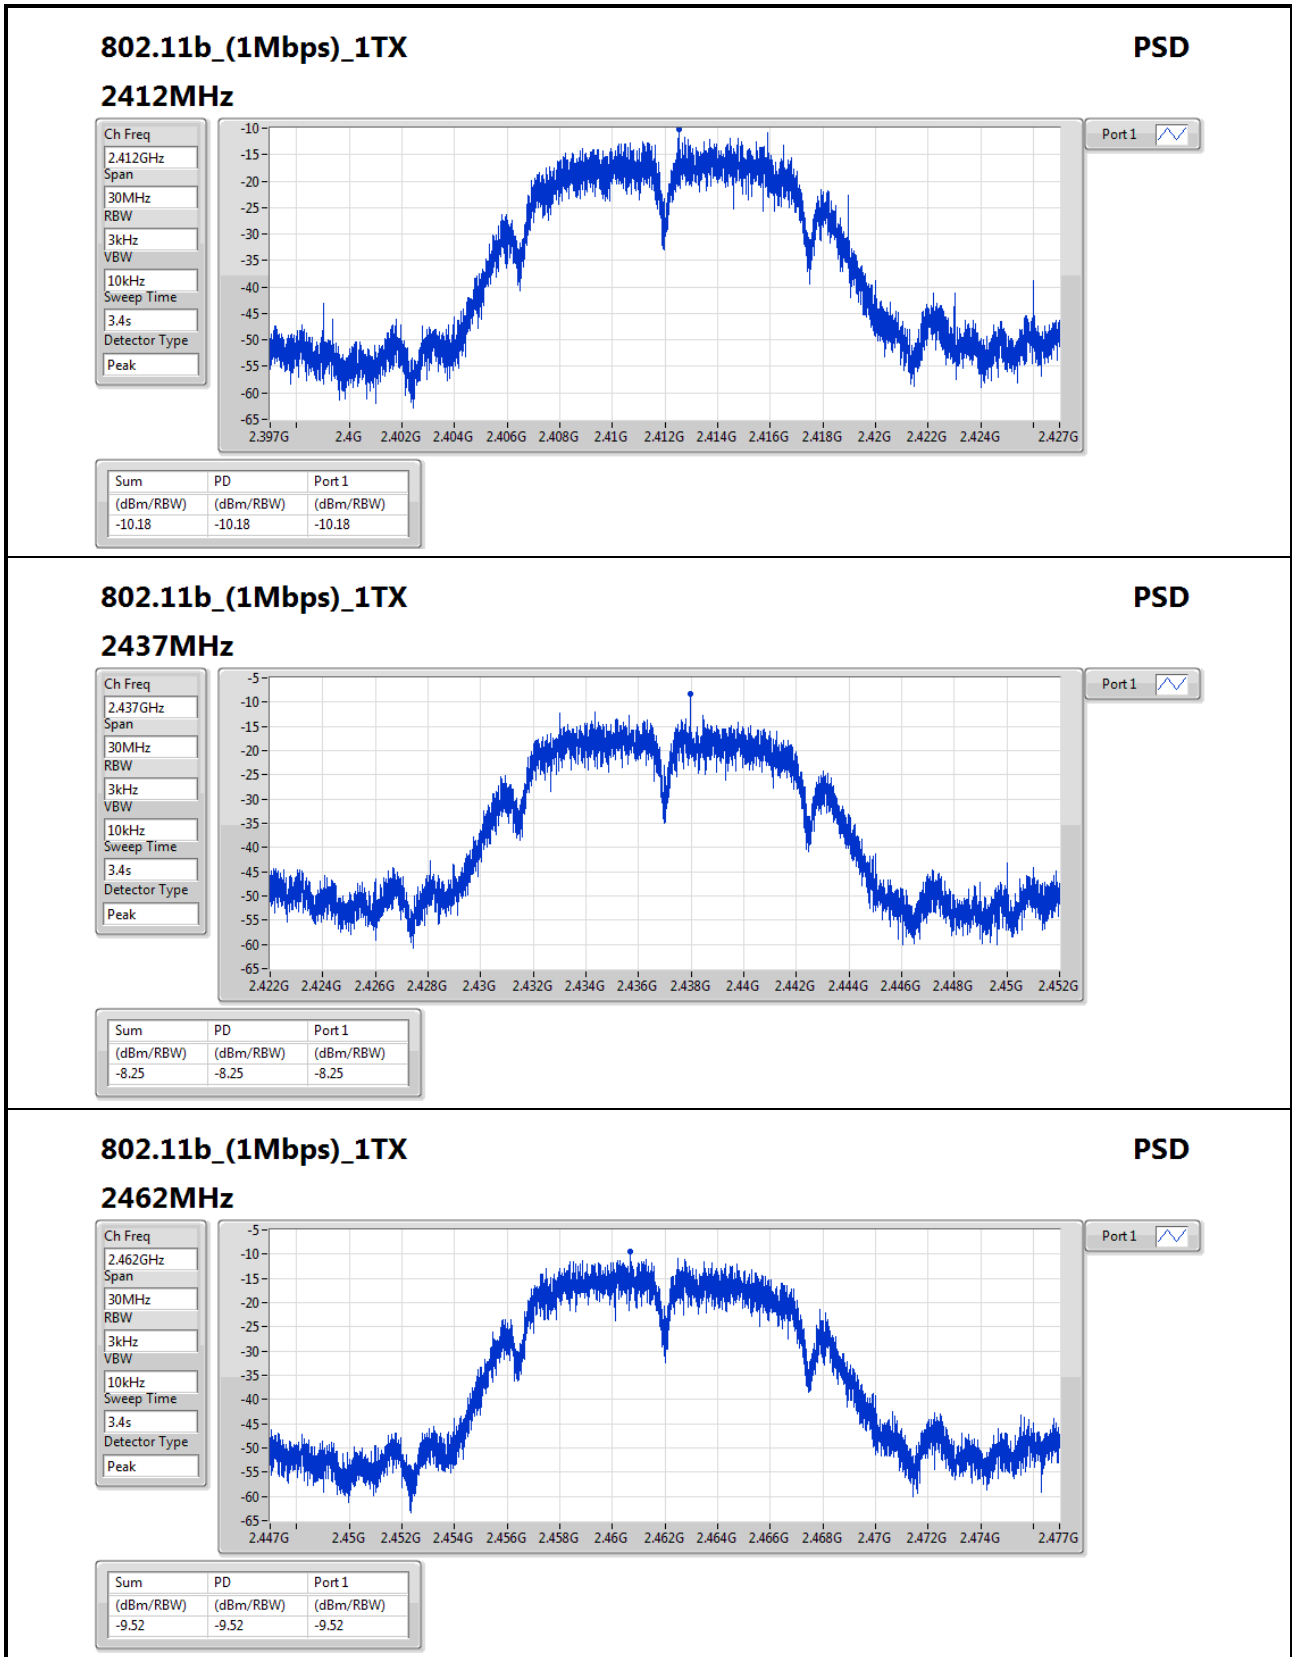 802.11b_(1Mbps)_1TX PSD
2412MHz
Ch Freq
2.412GHz
Span
30MHz
RBW
3kHz
VBW
10kHz
Sweep Time
3.4s
Detector Type
Peak
-10
-15
-20
-25
-30
-35
-40
-45
-50
-55
-60
-65
2.397G 2.4G 2.402G 2.404G 2.406G 2.408G 2.41G 2.412G 2.414G 2.416G 2.418G 2.42G 2.422G 2.424G 2.427G
Port 1
Sum PD Port 1
(dBm/RBW) (dBm/RBW) (dBm/RBW)
-10.18 -10.18 -10.18
802.11b_(1Mbps)_1TX PSD
2437MHz
Ch Freq
2.437GHz
Span
30MHz
RBW
3kHz
VBW
10kHz
Sweep Time
3.4s
Detector Type
Peak
-5
-10
-15
-20
-25
-30
-35
-40
-45
-50
-55
-60
-65
2.422G 2.424G 2.426G 2.428G 2.43G 2.432G 2.434G 2.436G 2.438G 2.44G 2.442G 2.444G 2.446G 2.448G 2.45G 2.452G
Port 1
Sum PD Port 1
(dBm/RBW) (dBm/RBW) (dBm/RBW)
-8.25 -8.25 -8.25
802.11b_(1Mbps)_1TX PSD
2462MHz
Ch Freq
2.462GHz
Span
30MHz
RBW
3kHz
VBW
10kHz
Sweep Time
3.4s
Detector Type
Peak
-5
-10
-15
-20
-25
-30
-35
-40
-45
-50
-55
-60
-65
2.447G 2.45G 2.452G 2.454G 2.456G 2.458G 2.46G 2.462G 2.464G 2.466G 2.468G 2.47G 2.472G 2.474G 2.477G
Port 1
Sum PD Port 1
(dBm/RBW) (dBm/RBW) (dBm/RBW)
-9.52 -9.52 -9.52